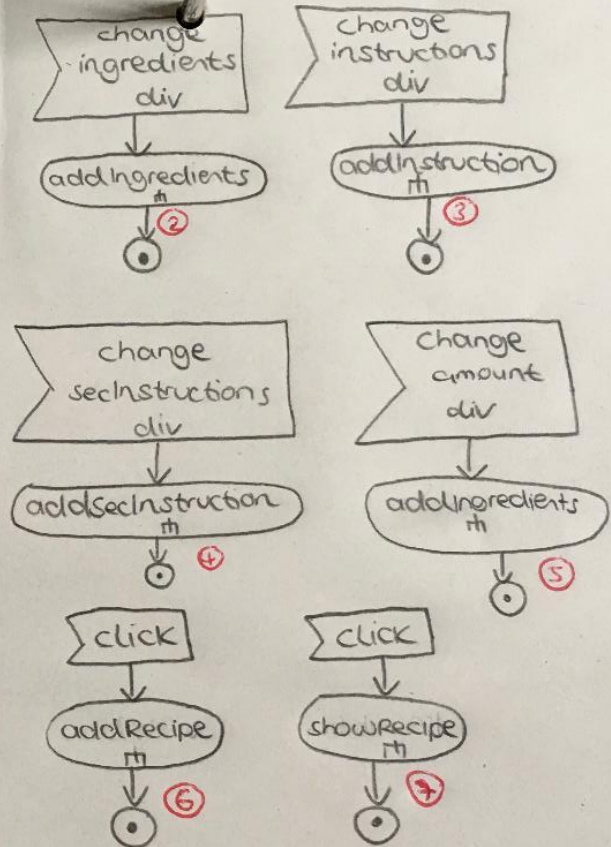 change
ingredients
div
addIngredients
2
change
instructions
div
addInstruction
3
change
secInstructions
div
addSecInstruction
4
change
amount
div
addIngredients
5
click
addRecipe
6
click
showRecipe
7